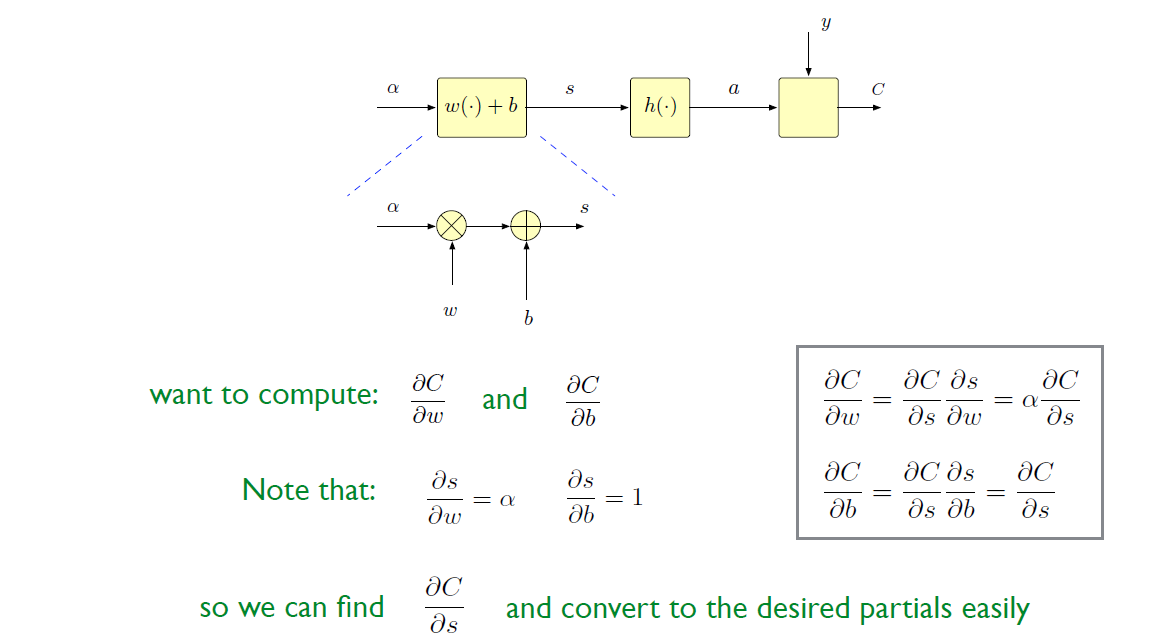 y
α
w(·) + b
s
h(·)
a
C
α
s
w
b
want to compute: ∂C/∂w and ∂C/∂b
Note that: ∂s/∂w = α ∂s/∂b = 1
∂C/∂w = ∂C/∂s ∂s/∂w = α ∂C/∂s
∂C/∂b = ∂C/∂s ∂s/∂b = ∂C/∂s
so we can find ∂C/∂s and convert to the desired partials easily